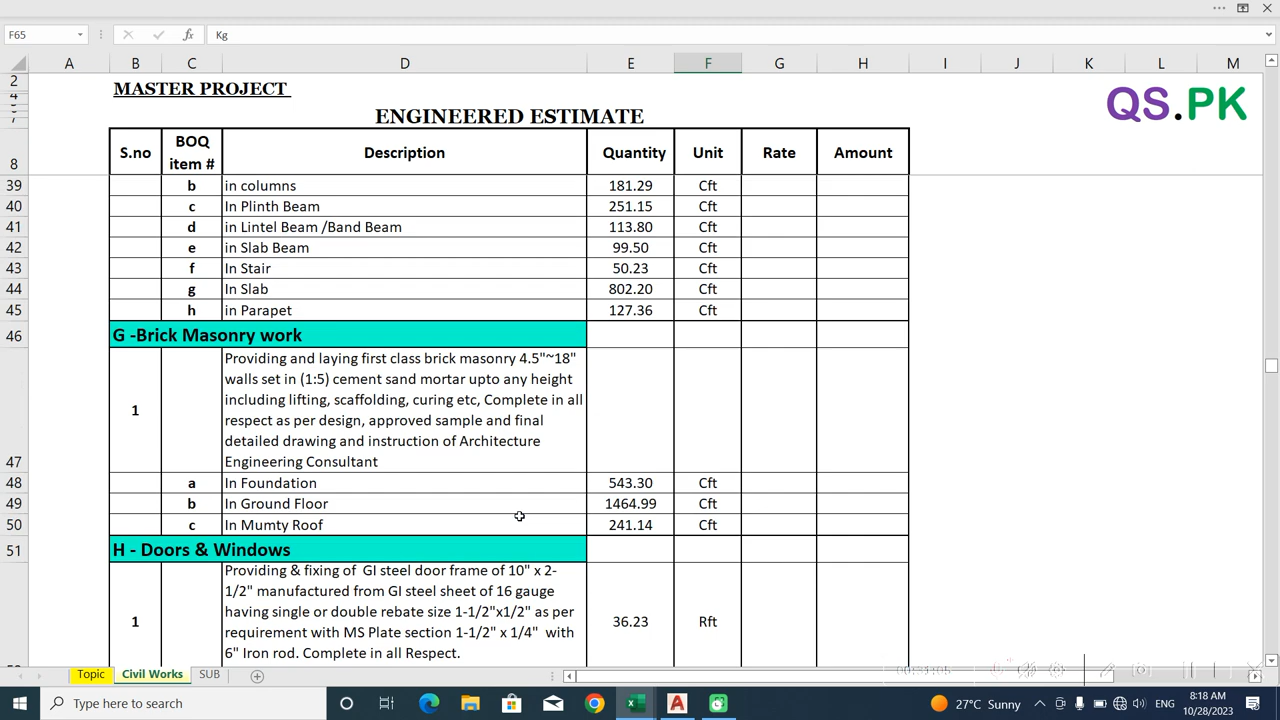 F65
fx
Kg
A B C D E F G H I J K L M
2 MASTER PROJECT
ENGINEERED ESTIMATE
QS.PK
8 S.no BOQ item # Description Quantity Unit Rate Amount
39 b in columns 181.29 Cft
40 c In Plinth Beam 251.15 Cft
41 d in Lintel Beam /Band Beam 113.80 Cft
42 e in Slab Beam 99.50 Cft
43 f In Stair 50.23 Cft
44 g In Slab 802.20 Cft
45 h in Parapet 127.36 Cft
46 G -Brick Masonry work
Providing and laying first class brick masonry 4.5"~18"
walls set in (1:5) cement sand mortar upto any height
including lifting, scaffolding, curing etc, Complete in all
1 respect as per design, approved sample and final
detailed drawing and instruction of Architecture
47 Engineering Consultant
48 a In Foundation 543.30 Cft
49 b In Ground Floor 1464.99 Cft
50 c In Mumty Roof 241.14 Cft
51 H - Doors & Windows
Providing & fixing of GI steel door frame of 10" x 2-
1/2" manufactured from GI steel sheet of 16 gauge
having single or double rebate size 1-1/2"x1/2" as per
1 requirement with MS Plate section 1-1/2" x 1/4" with 36.23 Rft
6" Iron rod. Complete in all Respect.
Topic Civil Works SUB
Type here to search
27°C Sunny
ENG
8:18 AM
10/28/2023